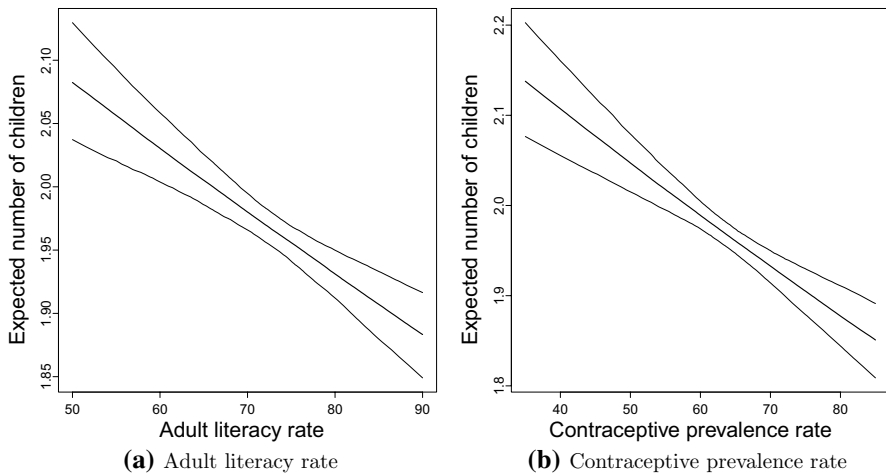 Expected number of children
2.10
2.05
2.00
1.95
1.90
1.85
50 60 70 80 90
Adult literacy rate
(a) Adult literacy rate
Expected number of children
2.2
2.1
2.0
1.9
1.8
40 50 60 70 80
Contraceptive prevalence rate
(b) Contraceptive prevalence rate